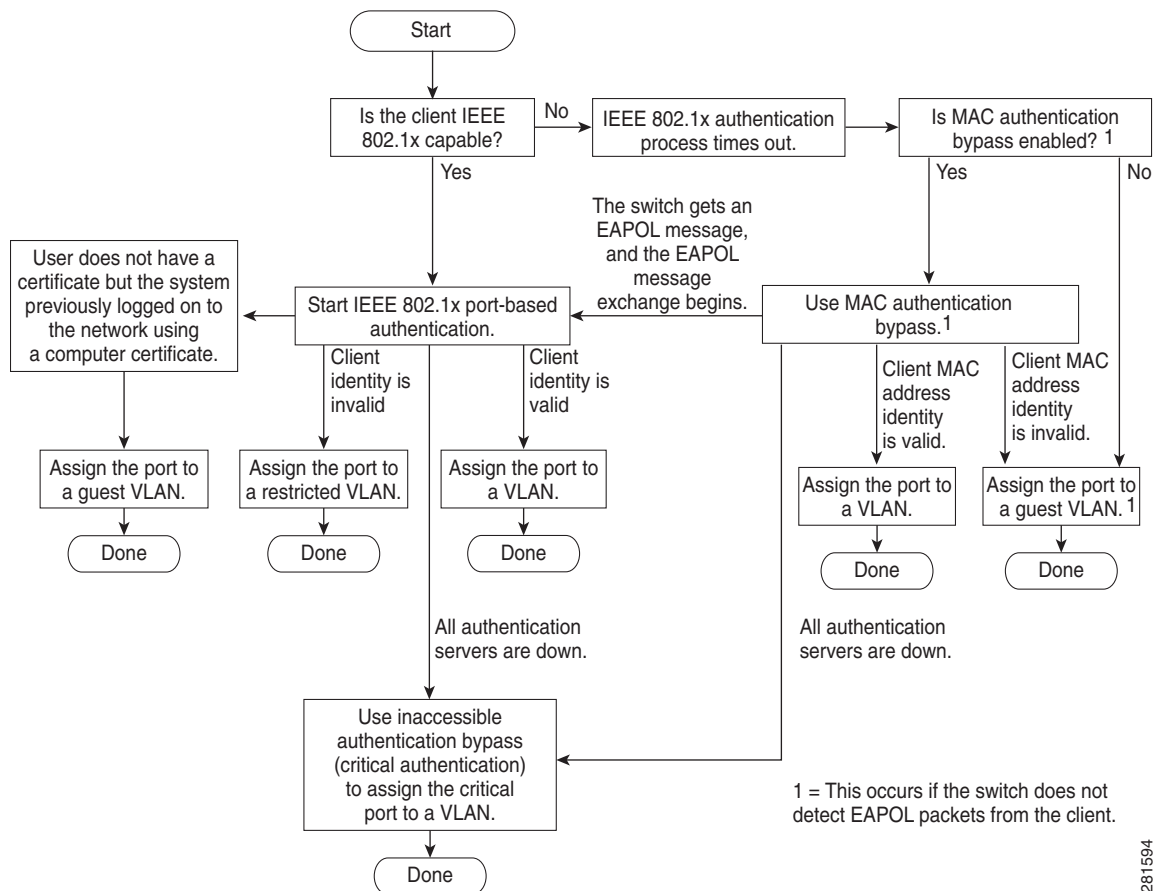 Start
Is the client IEEE
802.1x capable?
No
IEEE 802.1x authentication
process times out.
Is MAC authentication
bypass enabled? 1
Yes
Yes
No
The switch gets an
EAPOL message,
and the EAPOL
message
exchange begins.
User does not have a
certificate but the system
previously logged on to
the network using
a computer certificate.
Start IEEE 802.1x port-based
authentication.
Use MAC authentication
bypass.1
Client
identity is
invalid
Client
identity is
valid
Client MAC
address
identity
is valid.
Client MAC
address
identity
is invalid.
Assign the port to
a guest VLAN.
Assign the port to
a restricted VLAN.
Assign the port to
a VLAN.
Assign the port to
a VLAN.
Assign the port to
a guest VLAN.1
Done
Done
Done
Done
Done
All authentication
servers are down.
All authentication
servers are down.
Use inaccessible
authentication bypass
(critical authentication)
to assign the critical
port to a VLAN.
Done
1 = This occurs if the switch does not
detect EAPOL packets from the client.
281594